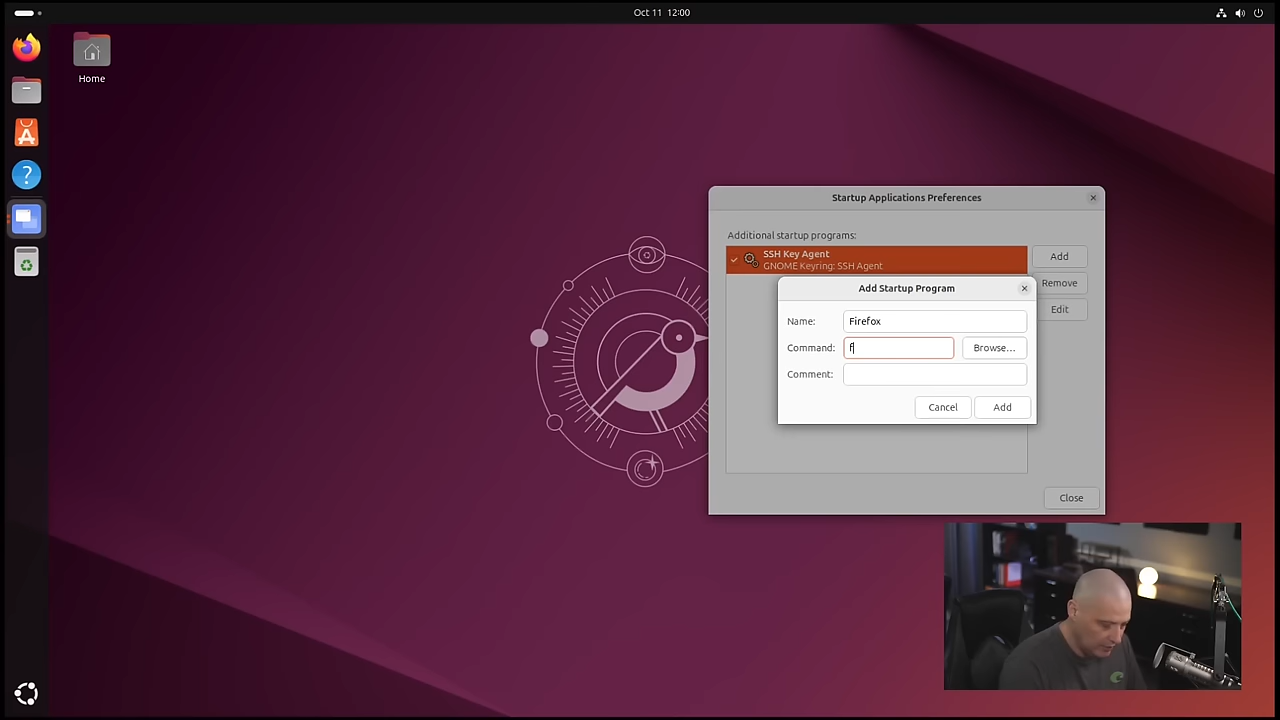 Oct 11 12:00
Home
Startup Applications Preferences
Additional startup programs:
SSH Key Agent
GNOME Keyring: SSH Agent
Add
Remove
Edit
Add Startup Program
Name: Firefox
Command: f Browse...
Comment:
Cancel Add
Close